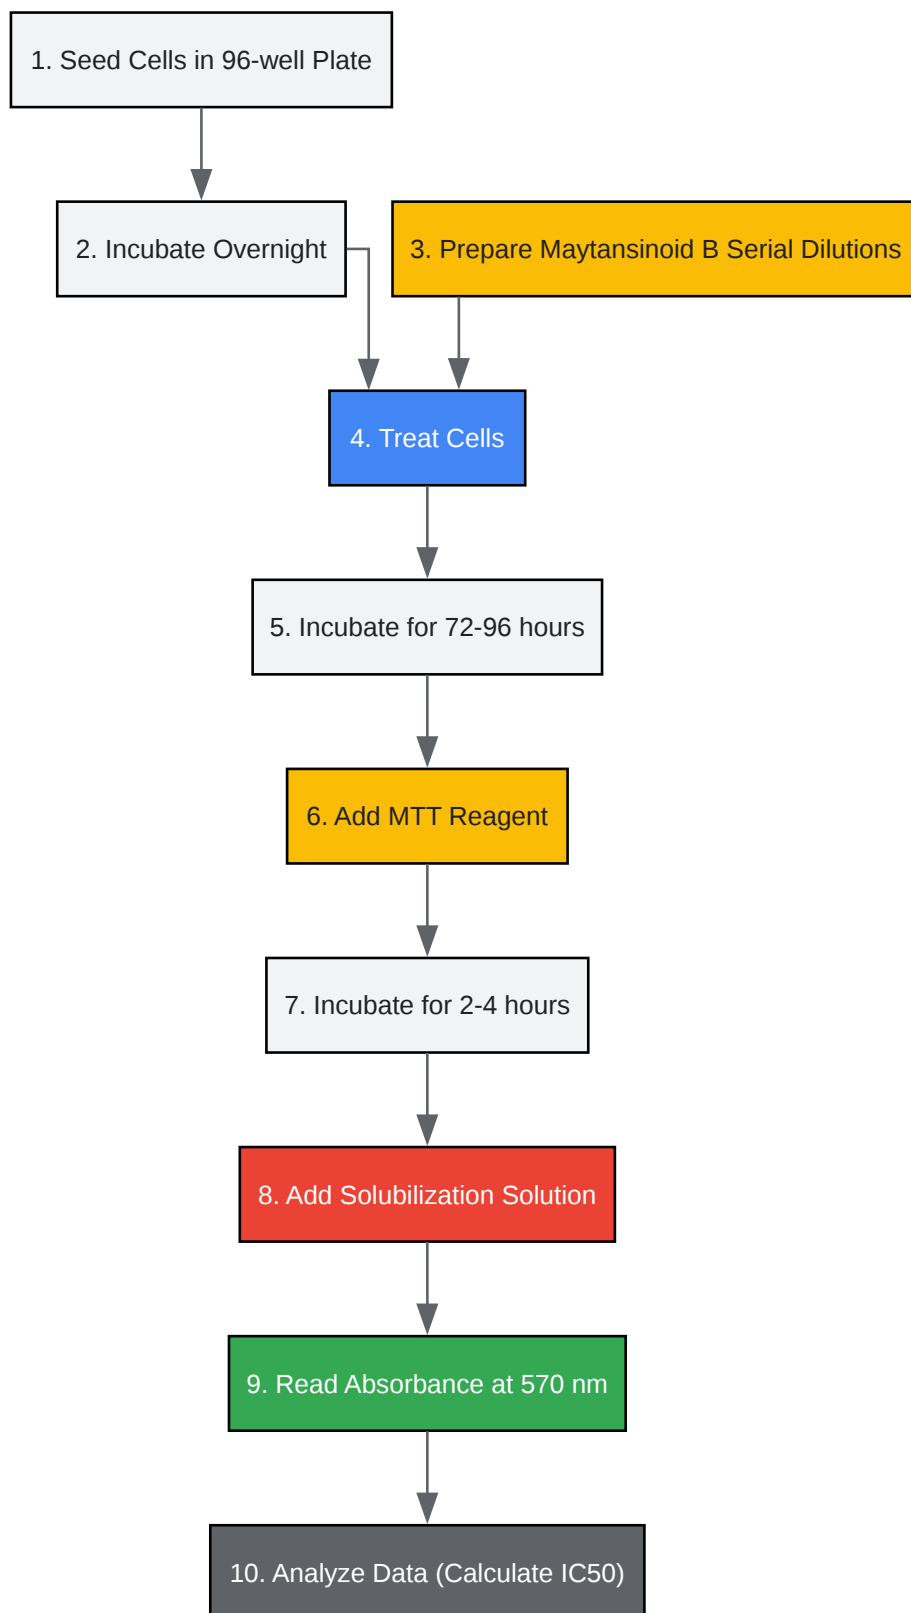 1. Seed Cells in 96-well Plate
2. Incubate Overnight
3. Prepare Maytansinoid B Serial Dilutions
4. Treat Cells
5. Incubate for 72-96 hours
6. Add MTT Reagent
7. Incubate for 2-4 hours
8. Add Solubilization Solution
9. Read Absorbance at 570 nm
10. Analyze Data (Calculate IC50)